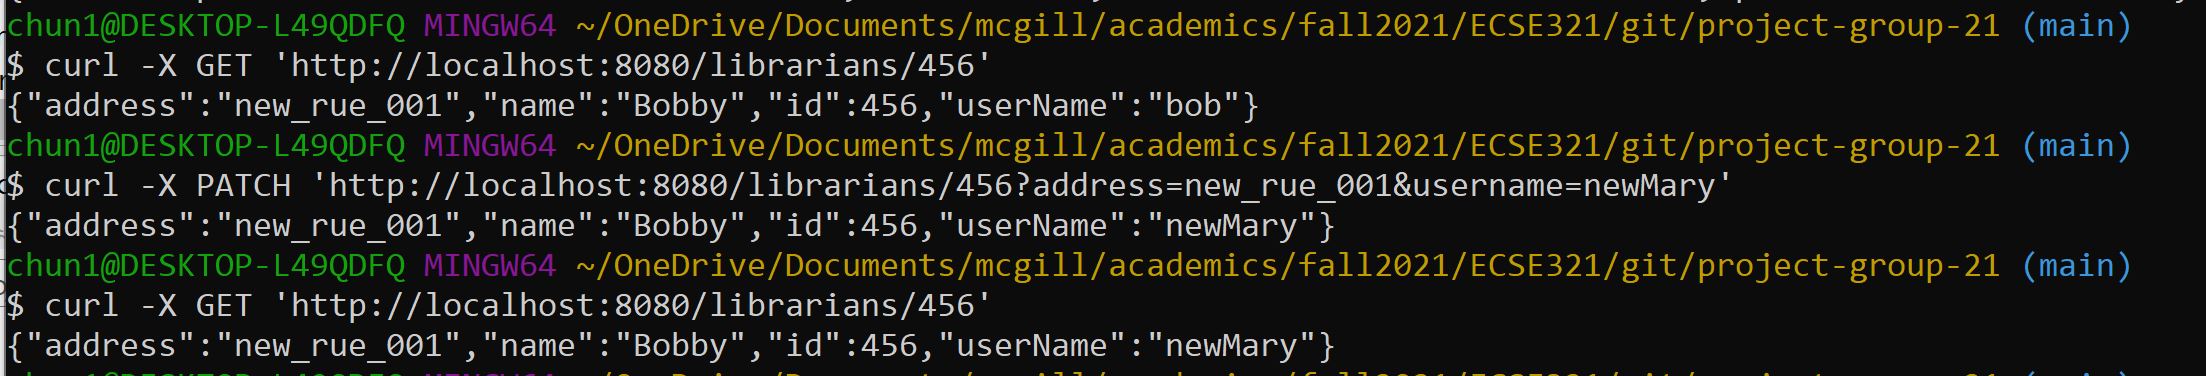 chun1@DESKTOP-L49QDFQ MINGW64 ~/OneDrive/Documents/mcgill/academics/fall2021/ECSE321/git/project-group-21 (main)
$ curl -X GET 'http://localhost:8080/librarians/456'
{"address":"new_rue_001","name":"Bobby","id":456,"userName":"bob"}
chun1@DESKTOP-L49QDFQ MINGW64 ~/OneDrive/Documents/mcgill/academics/fall2021/ECSE321/git/project-group-21 (main)
$ curl -X PATCH 'http://localhost:8080/librarians/456?address=new_rue_001&username=newMary'
{"address":"new_rue_001","name":"Bobby","id":456,"userName":"newMary"}
chun1@DESKTOP-L49QDFQ MINGW64 ~/OneDrive/Documents/mcgill/academics/fall2021/ECSE321/git/project-group-21 (main)
$ curl -X GET 'http://localhost:8080/librarians/456'
{"address":"new_rue_001","name":"Bobby","id":456,"userName":"newMary"}